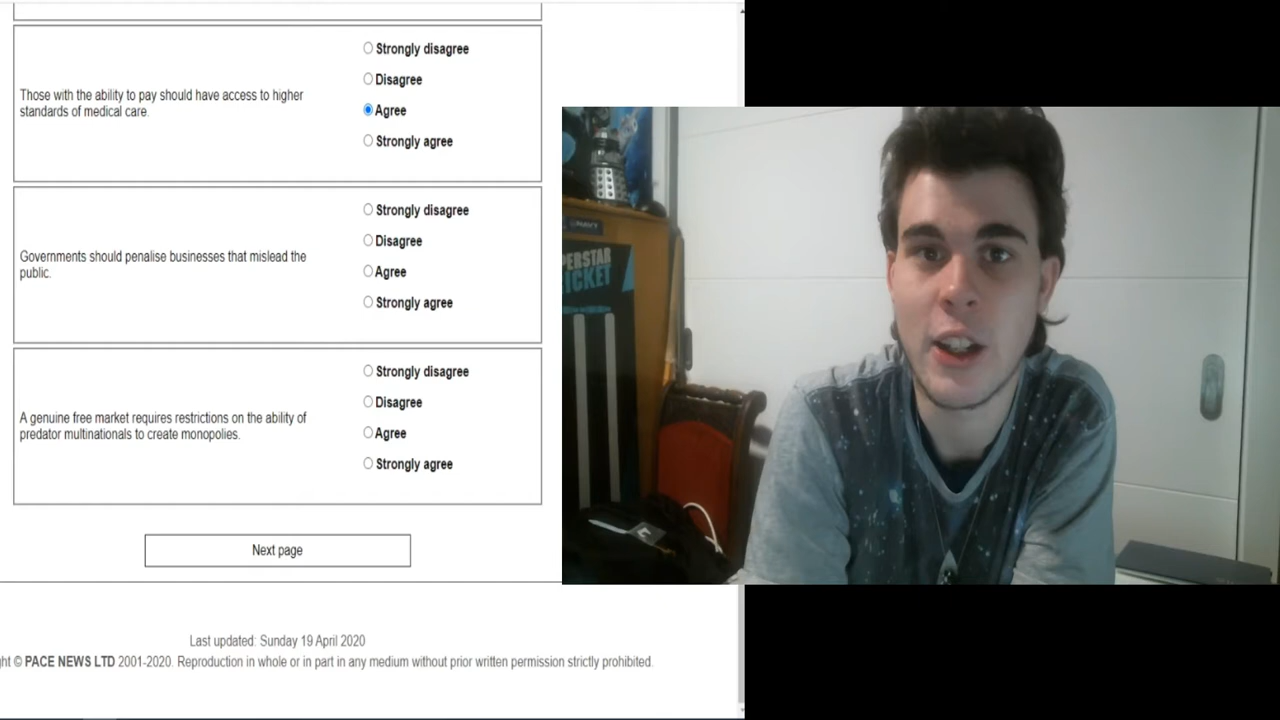 Strongly disagree
Disagree
Those with the ability to pay should have access to higher
standards of medical care.
Agree
Strongly agree
Strongly disagree
Disagree
Governments should penalise businesses that mislead the
public.
Agree
Strongly agree
Strongly disagree
Disagree
A genuine free market requires restrictions on the ability of
predator multinationals to create monopolies.
Agree
Strongly agree
Next page
Last updated: Sunday 19 April 2020
ht © PACE NEWS LTD 2001-2020. Reproduction in whole or in part in any medium without prior written permission strictly prohibited.
PERSTAR
ICKET